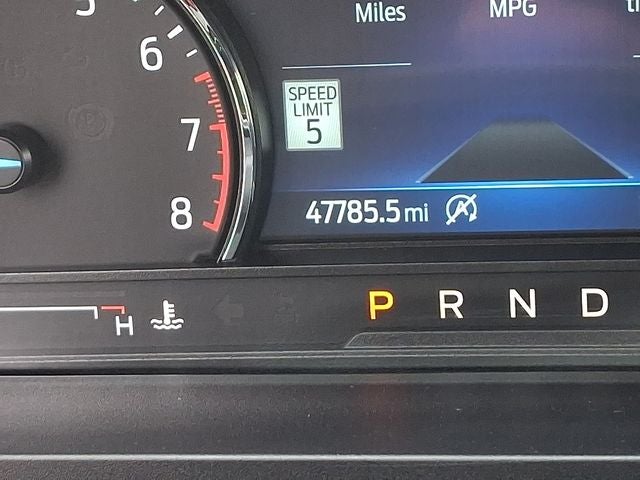 5
6
7
8
Miles
MPG
SPEED
LIMIT
5
47785.5 mi
H
P R N D